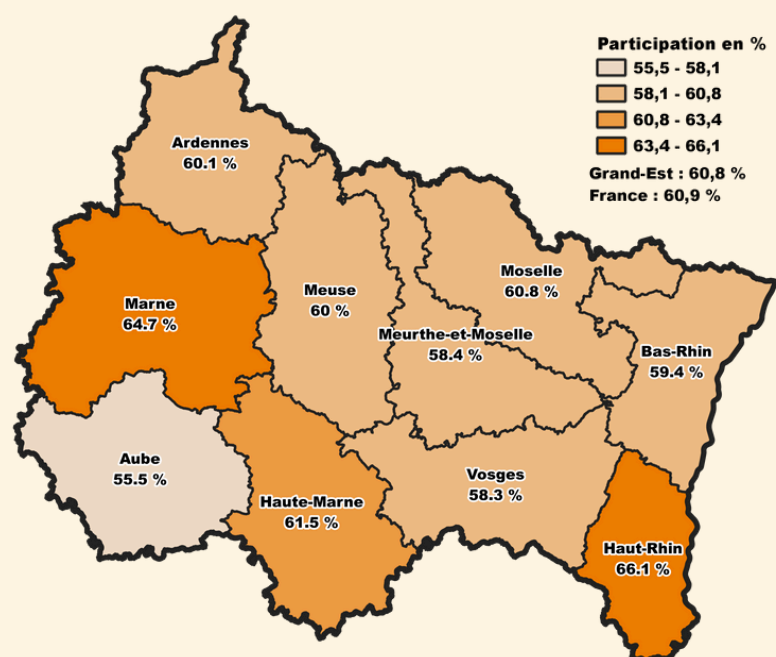 Participation en %
55,5 - 58,1
58,1 - 60,8
60,8 - 63,4
63,4 - 66,1
Grand-Est : 60,8 %
France : 60,9 %
Ardennes
60.1 %
Marne
64.7 %
Meuse
60 %
Moselle
60.8 %
Meurthe-et-Moselle
58.4 %
Bas-Rhin
59.4 %
Aube
55.5 %
Haute-Marne
61.5 %
Vosges
58.3 %
Haut-Rhin
66.1 %